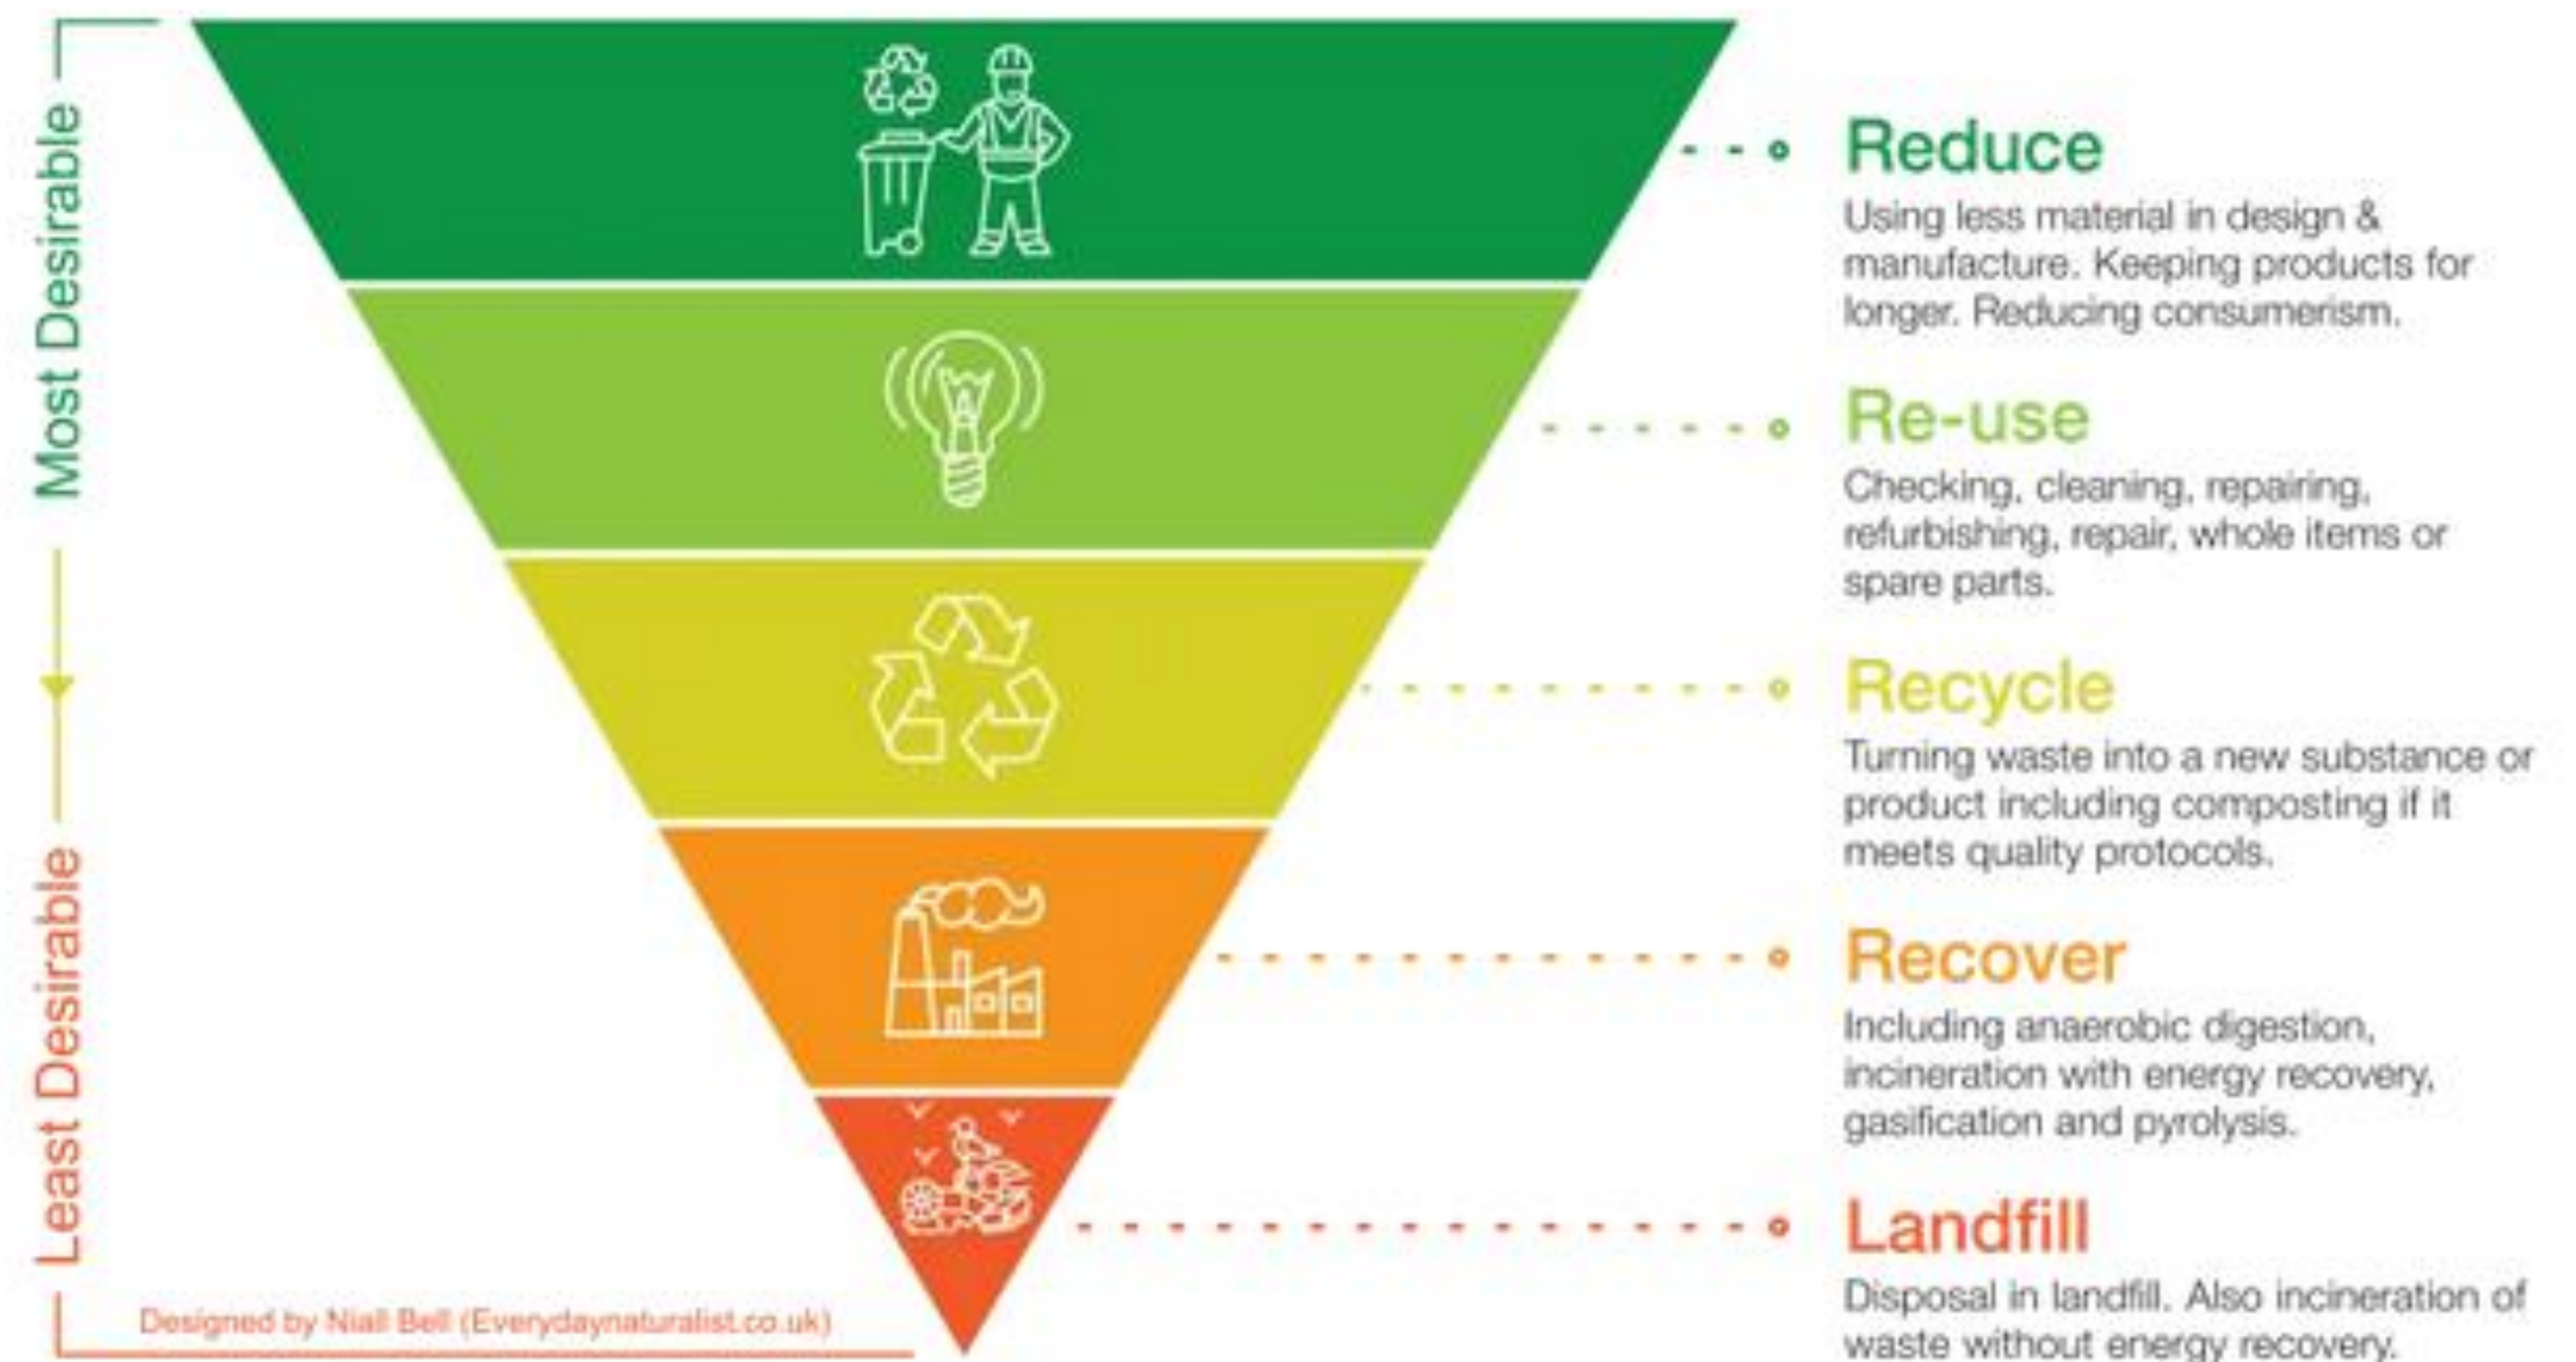 Most Desirable
Least Desirable
Reduce
Using less material in design &
manufacture. Keeping products for
longer. Reducing consumerism.
Re-use
Checking, cleaning, repairing,
refurbishing, repair, whole items or
spare parts.
Recycle
Turning waste into a new substance or
product including composting if it
meets quality protocols.
Recover
Including anaerobic digestion,
incineration with energy recovery,
gasification and pyrolysis.
Landfill
Disposal in landfill. Also incineration of
waste without energy recovery.
Designed by Niall Bell (Everydaynaturalist.co.uk)